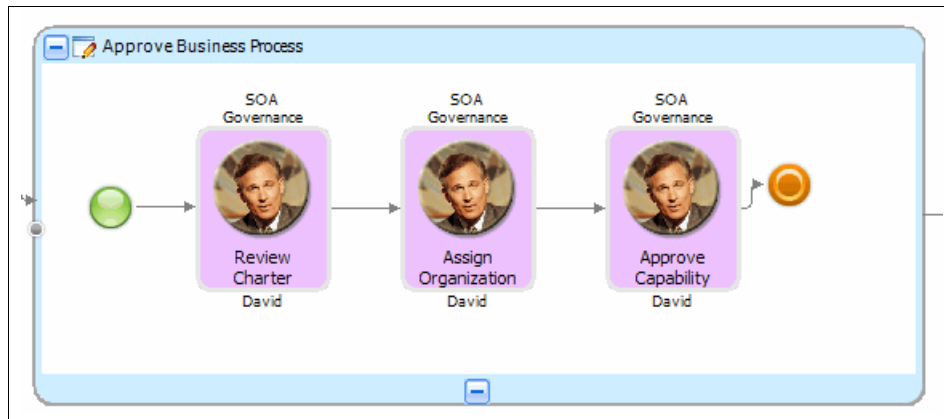 Approve Business Process
SOA
Governance
Review
Charter
David
SOA
Governance
Assign
Organization
David
SOA
Governance
Approve
Capability
David